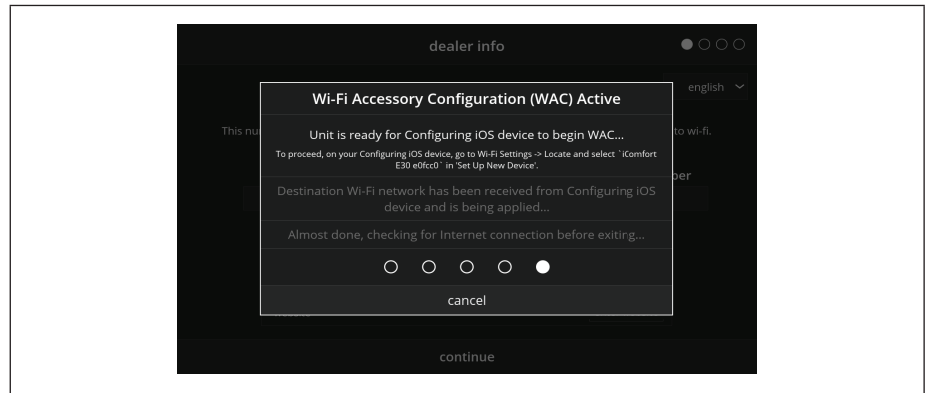 dealer info
english
Wi-Fi Accessory Configuration (WAC) Active
This nu
Unit is ready for Configuring iOS device to begin WAC...
to wi-fi.
To proceed, on your Configuring iOS device, go to Wi-Fi Settings -> Locate and select `iComfort
E30 e0fcc0` in 'Set Up New Device'.
ber
Destination Wi-Fi network has been received from Configuring iOS
device and is being applied...
Almost done, checking for Internet connection before exiting...
cancel
continue